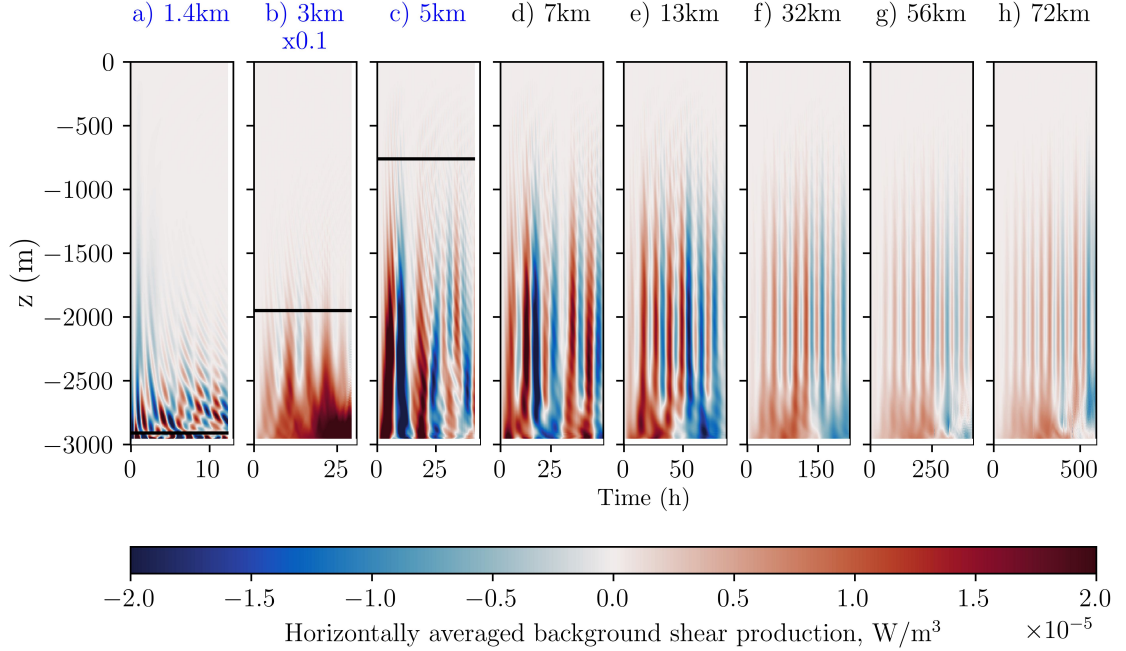 a) 1.4km b) 3km c) 5km d) 7km e) 13km f) 32km g) 56km h) 72km
x0.1
0
−500
−1000
−1500
−2000
−2500
−3000
z (m)
0 10 0 25 0 25 0 25 0 50 0 150 0 250 0 500
Time (h)
−2.0 −1.5 −1.0 −0.5 0.0 0.5 1.0 1.5 2.0
Horizontally averaged background shear production, W/m³ ×10⁻⁵